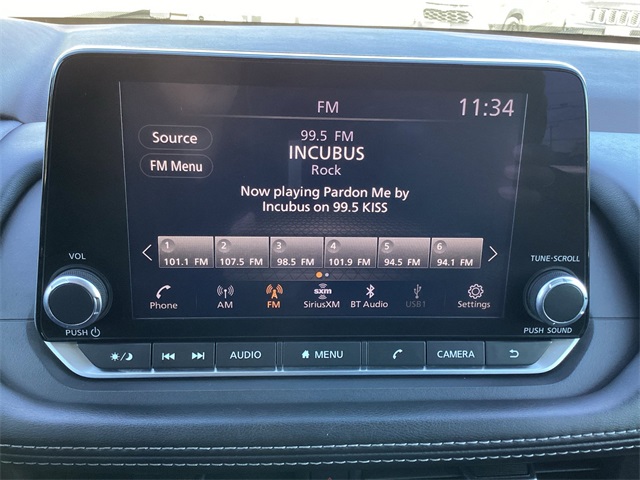 FM 11:34
Source
99.5 FM
INCUBUS
FM Menu
Rock
Now playing Pardon Me by
Incubus on 99.5 KISS
1 2 3 4 5 6
101.1 FM 107.5 FM 98.5 FM 101.9 FM 94.5 FM 94.1 FM
VOL
TUNE·SCROLL
sxm
Phone AM FM SiriusXM BT Audio USB1 Settings
PUSH
PUSH SOUND
AUDIO MENU CAMERA